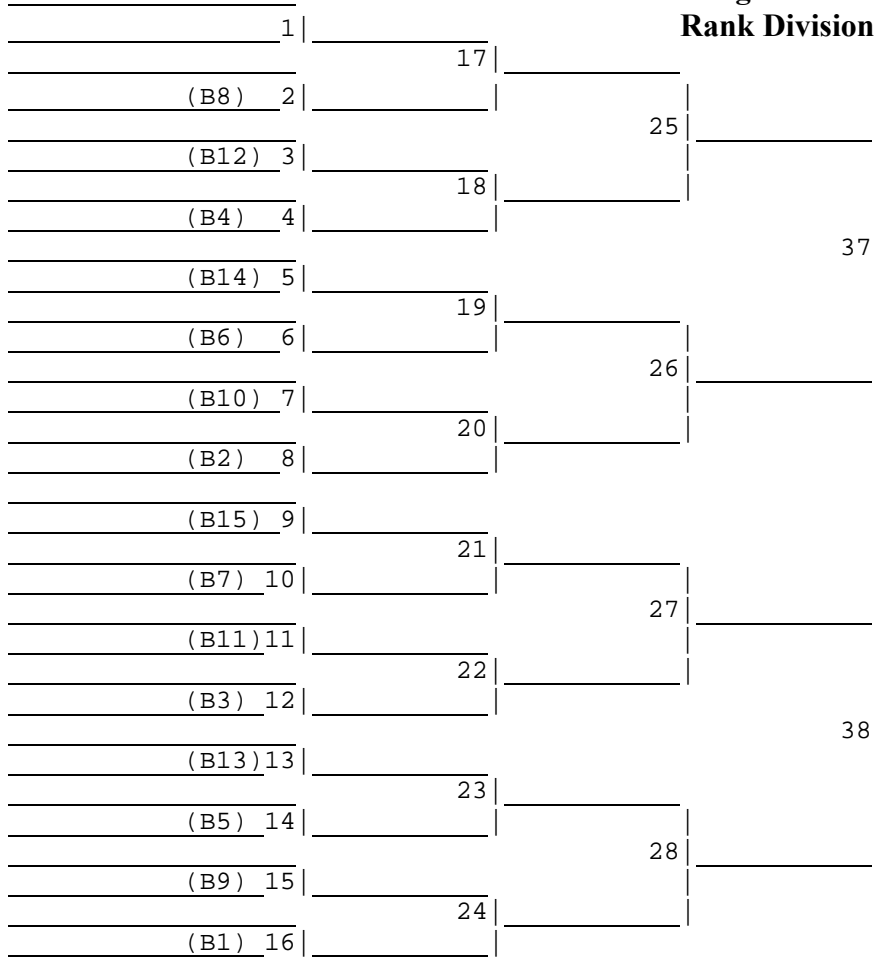 Rank Division
1|
17|
(B8) 2| |
25|
(B12) 3|
18|
(B4) 4|
37
(B14) 5|
19|
(B6) 6|
26|
(B10) 7|
20|
(B2) 8|
(B15) 9|
21|
(B7) 10|
27|
(B11)11|
22|
(B3) 12|
38
(B13)13|
23|
(B5) 14|
28|
(B9) 15|
24|
(B1) 16|